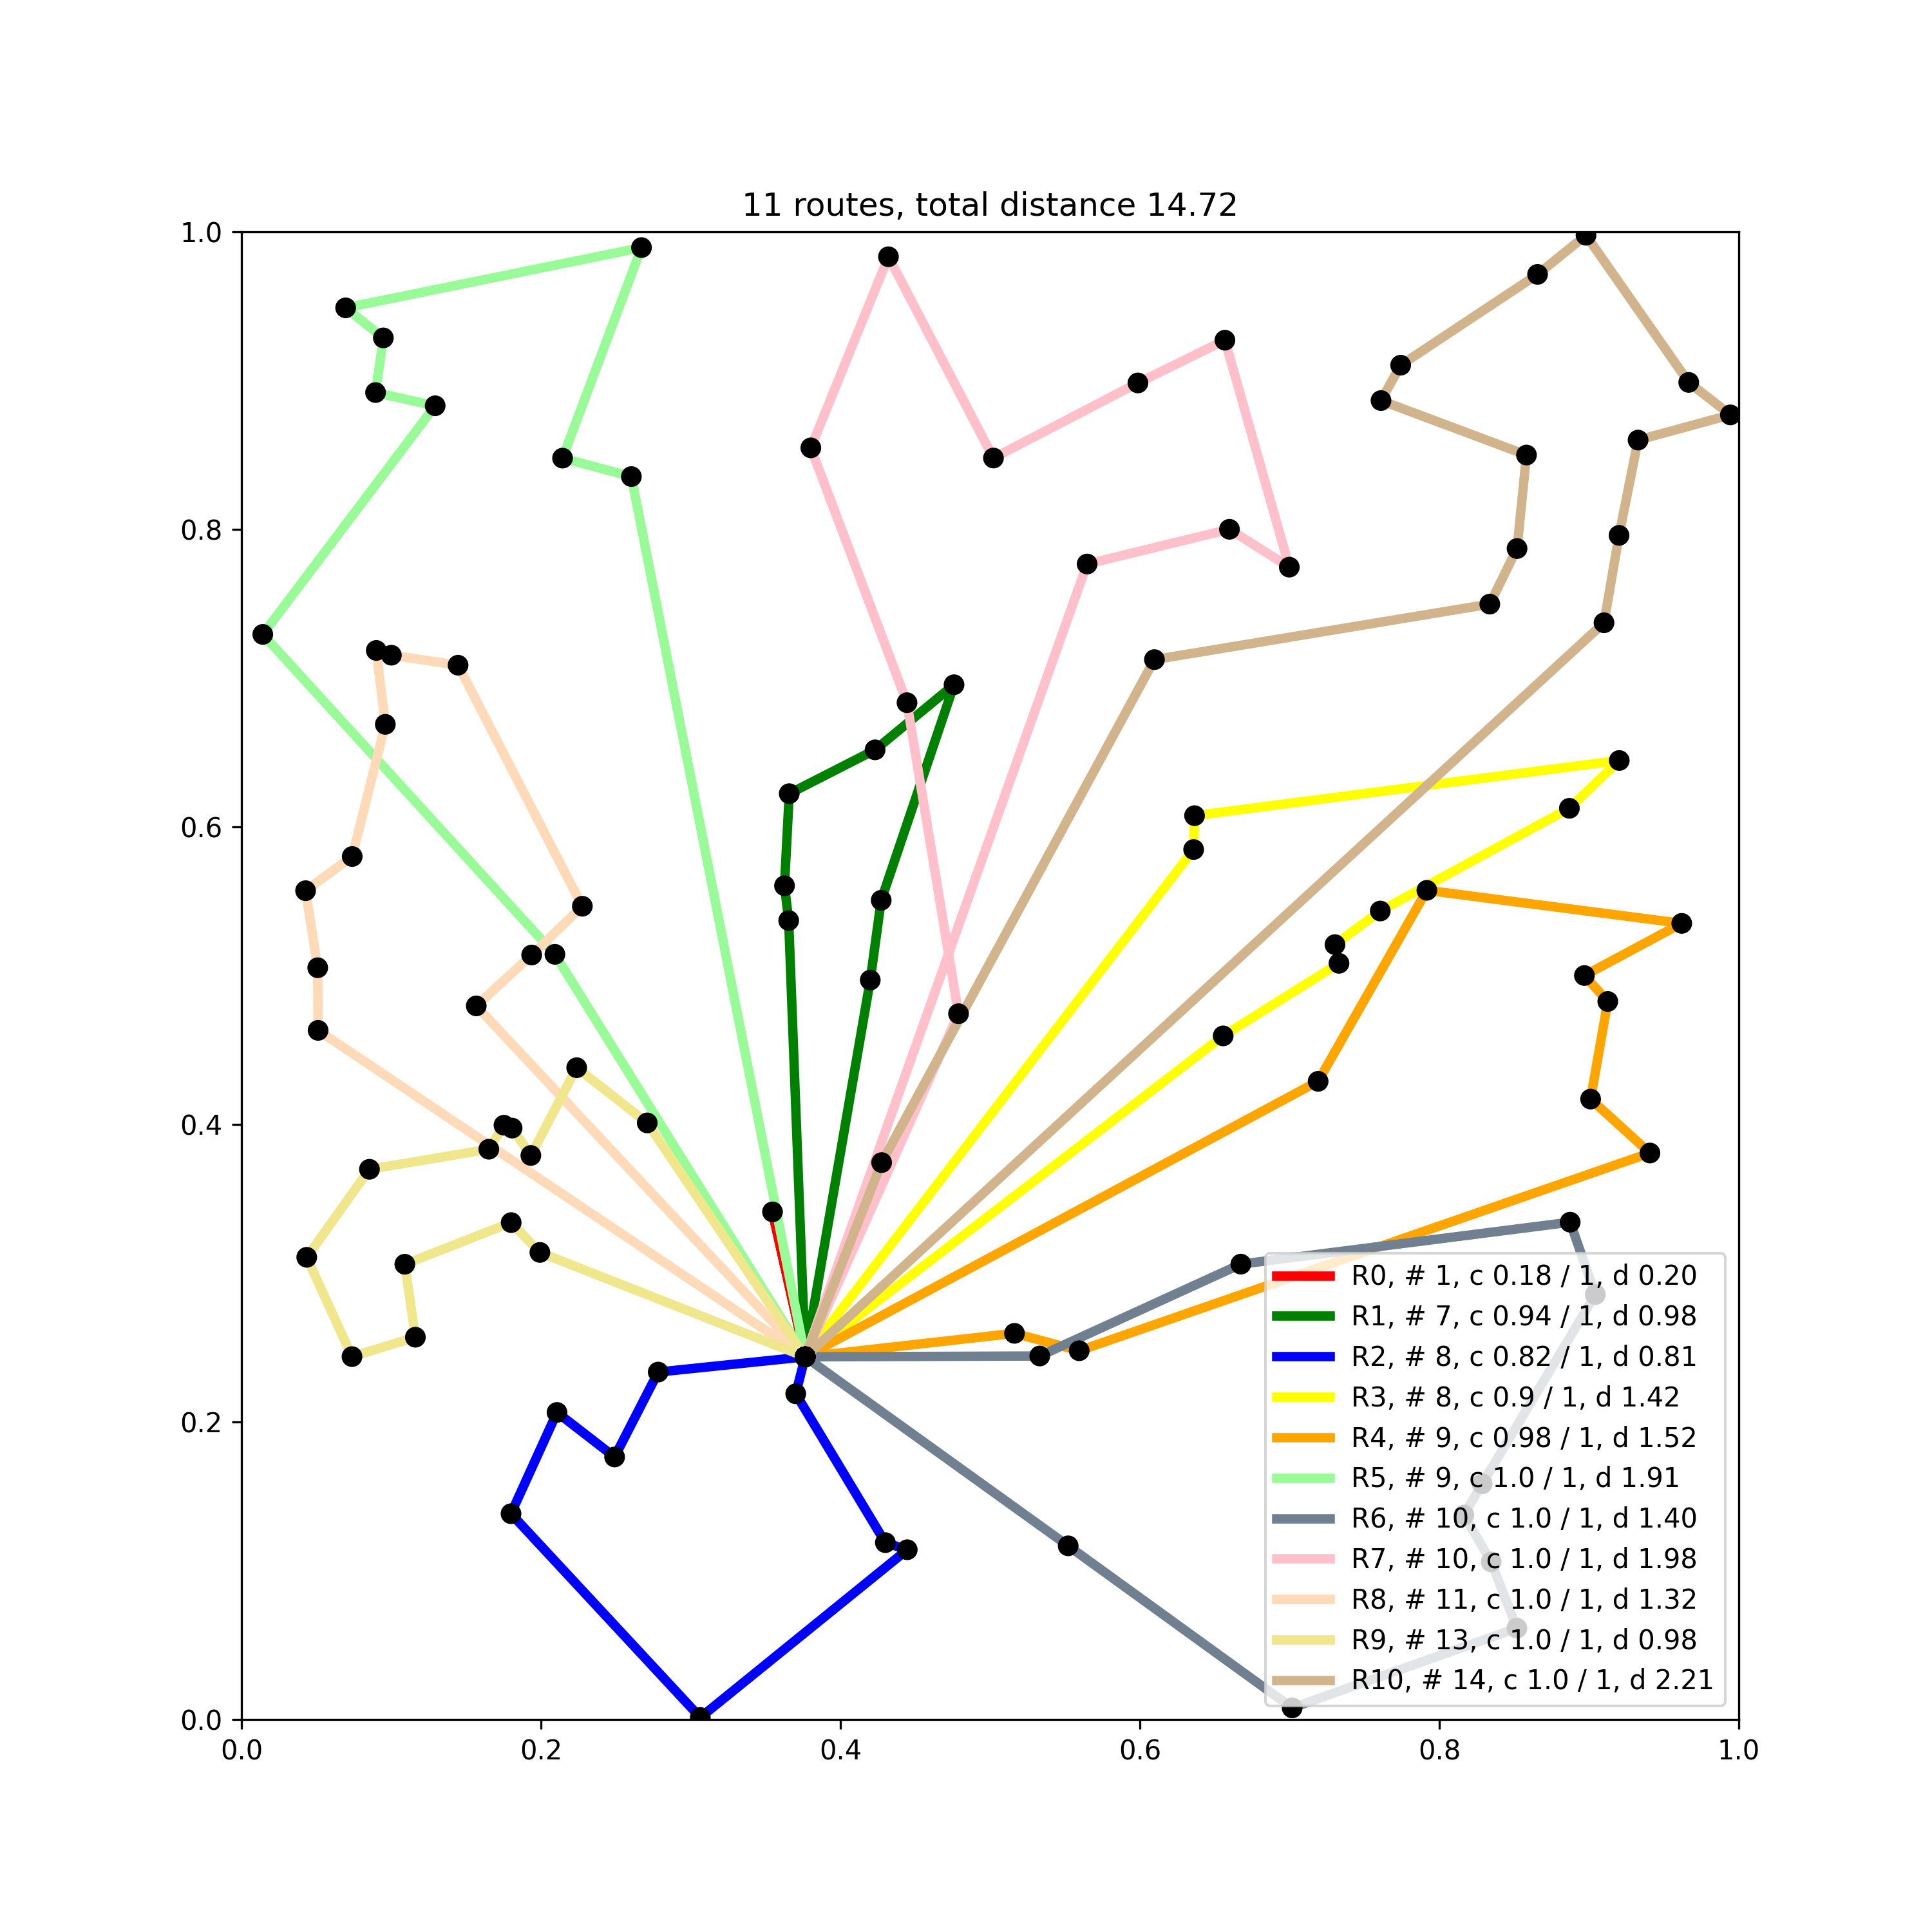 11 routes, total distance 14.72
1.0
0.8
0.6
0.4
0.2
0.0
0.0 0.2 0.4 0.6 0.8 1.0
R0, # 1, c 0.18 / 1, d 0.20
R1, # 7, c 0.94 / 1, d 0.98
R2, # 8, c 0.82 / 1, d 0.81
R3, # 8, c 0.9 / 1, d 1.42
R4, # 9, c 0.98 / 1, d 1.52
R5, # 9, c 1.0 / 1, d 1.91
R6, # 10, c 1.0 / 1, d 1.40
R7, # 10, c 1.0 / 1, d 1.98
R8, # 11, c 1.0 / 1, d 1.32
R9, # 13, c 1.0 / 1, d 0.98
R10, # 14, c 1.0 / 1, d 2.21